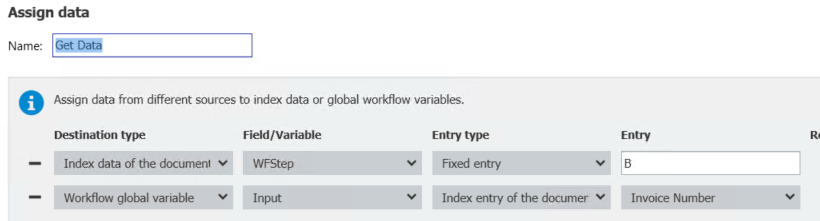 Assign data
Name: Get Data
i Assign data from different sources to index data or global workflow variables.
Destination type Field/Variable Entry type Entry
Index data of the document WFStep Fixed entry B
Workflow global variable Input Index entry of the documen Invoice Number